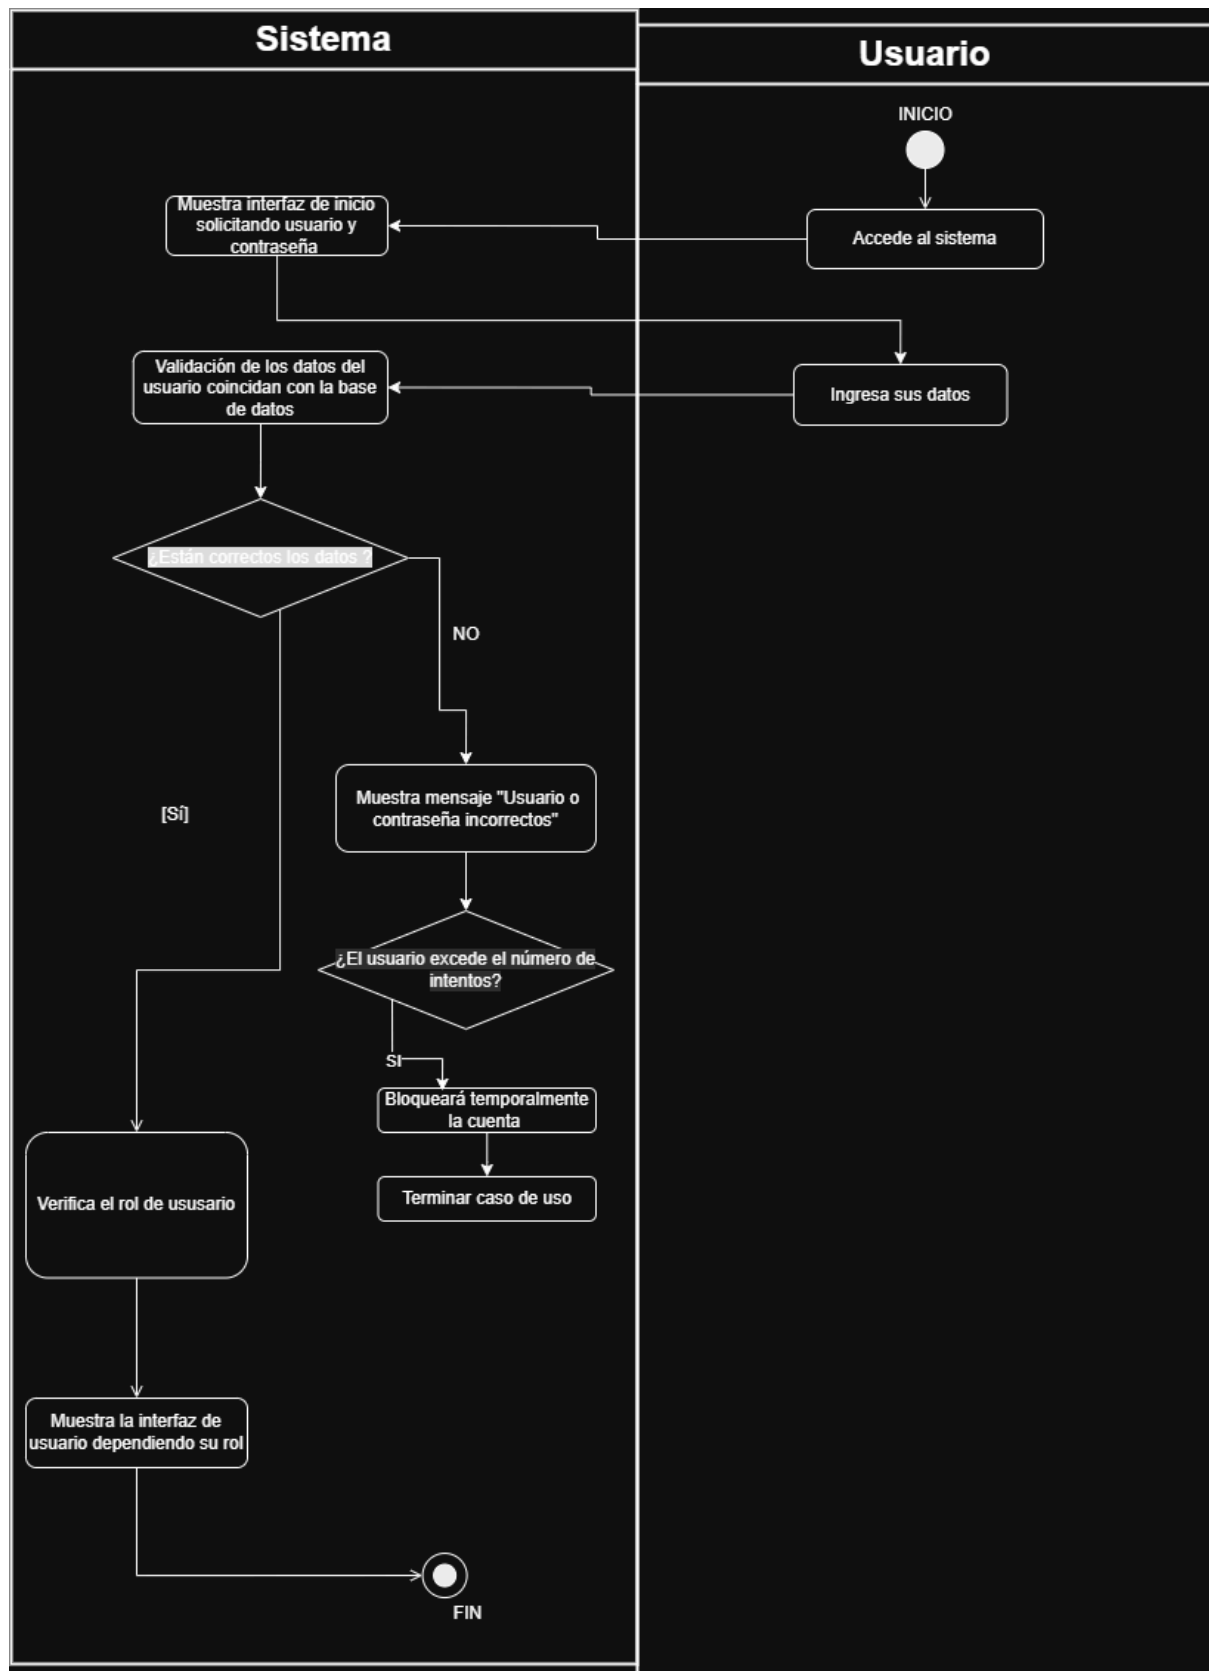 Sistema
Usuario
INICIO
Muestra interfaz de inicio
solicitando usuario y
contraseña
Accede al sistema
Validación de los datos del
usuario coincidan con la base
de datos
Ingresa sus datos
¿Están correctos los datos ?
NO
[Sí]
Muestra mensaje "Usuario o
contraseña incorrectos"
¿El usuario excede el número de
intentos?
SI
Bloqueará temporalmente
la cuenta
Terminar caso de uso
Verifica el rol de ususario
Muestra la interfaz de
usuario dependiendo su rol
FIN